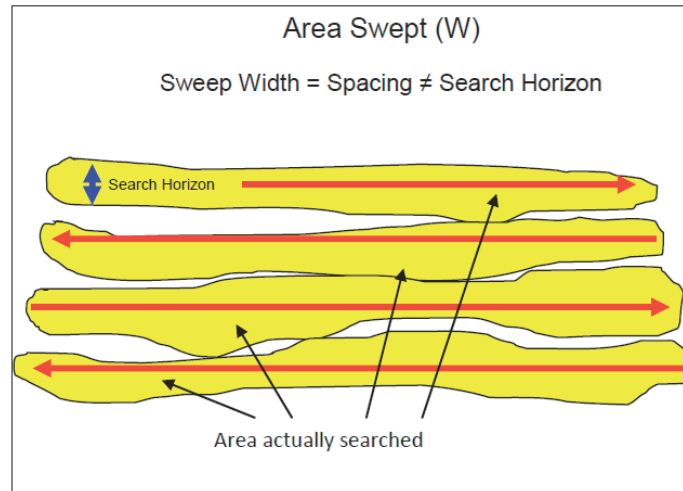 Area Swept (W)
Sweep Width = Spacing ≠ Search Horizon
Search Horizon
Area actually searched